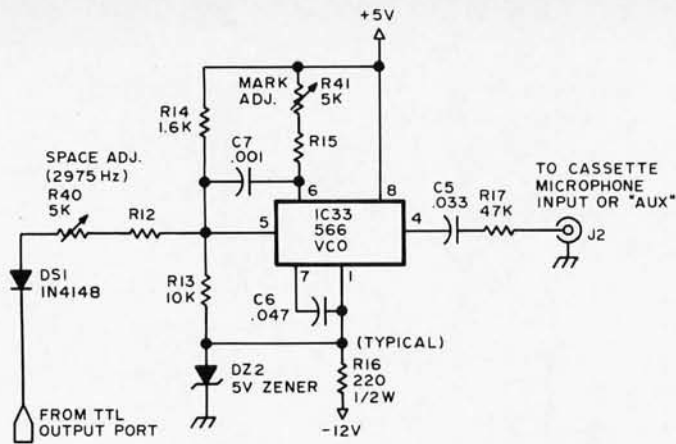 +5V
MARK
ADJ.
R41
5K
R14
1.6K
R15
C7
.001
SPACE ADJ.
(2975 Hz)
R40
5K
R12
6
8
5
IC33
566
VCO
4
C5
.033
R17
47K
TO CASSETTE
MICROPHONE
INPUT OR "AUX"
J2
7
1
DS1
1N4148
R13
10K
C6
.047
(TYPICAL)
DZ2
5V ZENER
R16
220
1/2W
-12V
FROM TTL
OUTPUT PORT